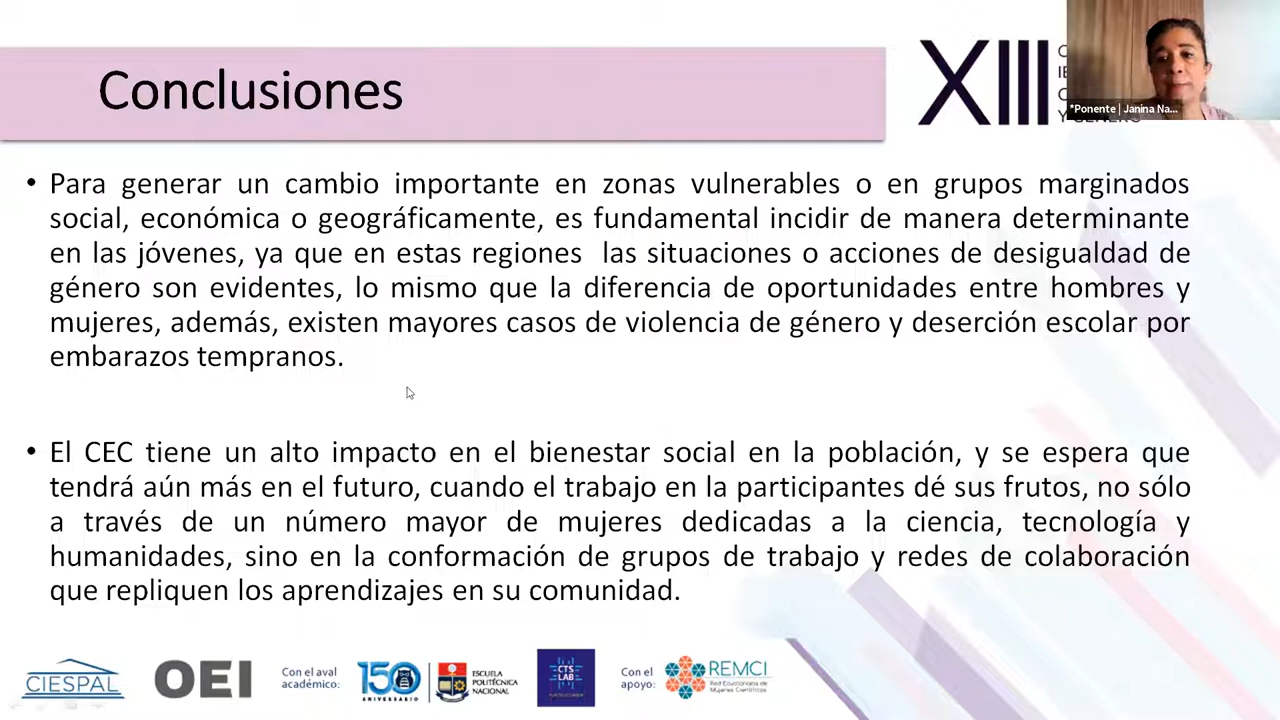 Conclusiones
XIII
*Ponente | Janina Na...
• Para generar un cambio importante en zonas vulnerables o en grupos marginados
social, económica o geográficamente, es fundamental incidir de manera determinante
en las jóvenes, ya que en estas regiones las situaciones o acciones de desigualdad de
género son evidentes, lo mismo que la diferencia de oportunidades entre hombres y
mujeres, además, existen mayores casos de violencia de género y deserción escolar por
embarazos tempranos.
• El CEC tiene un alto impacto en el bienestar social en la población, y se espera que
tendrá aún más en el futuro, cuando el trabajo en la participantes dé sus frutos, no sólo
a través de un número mayor de mujeres dedicadas a la ciencia, tecnología y
humanidades, sino en la conformación de grupos de trabajo y redes de colaboración
que repliquen los aprendizajes en su comunidad.
CIESPAL
OEI
Con el aval
académico:
150
ANIVERSARIO
ESCUELA
POLITÉCNICA
NACIONAL
CTS
LAB
Con el
apoyo:
REMCI
Red Ecuatoriana de
Mujeres Científicas